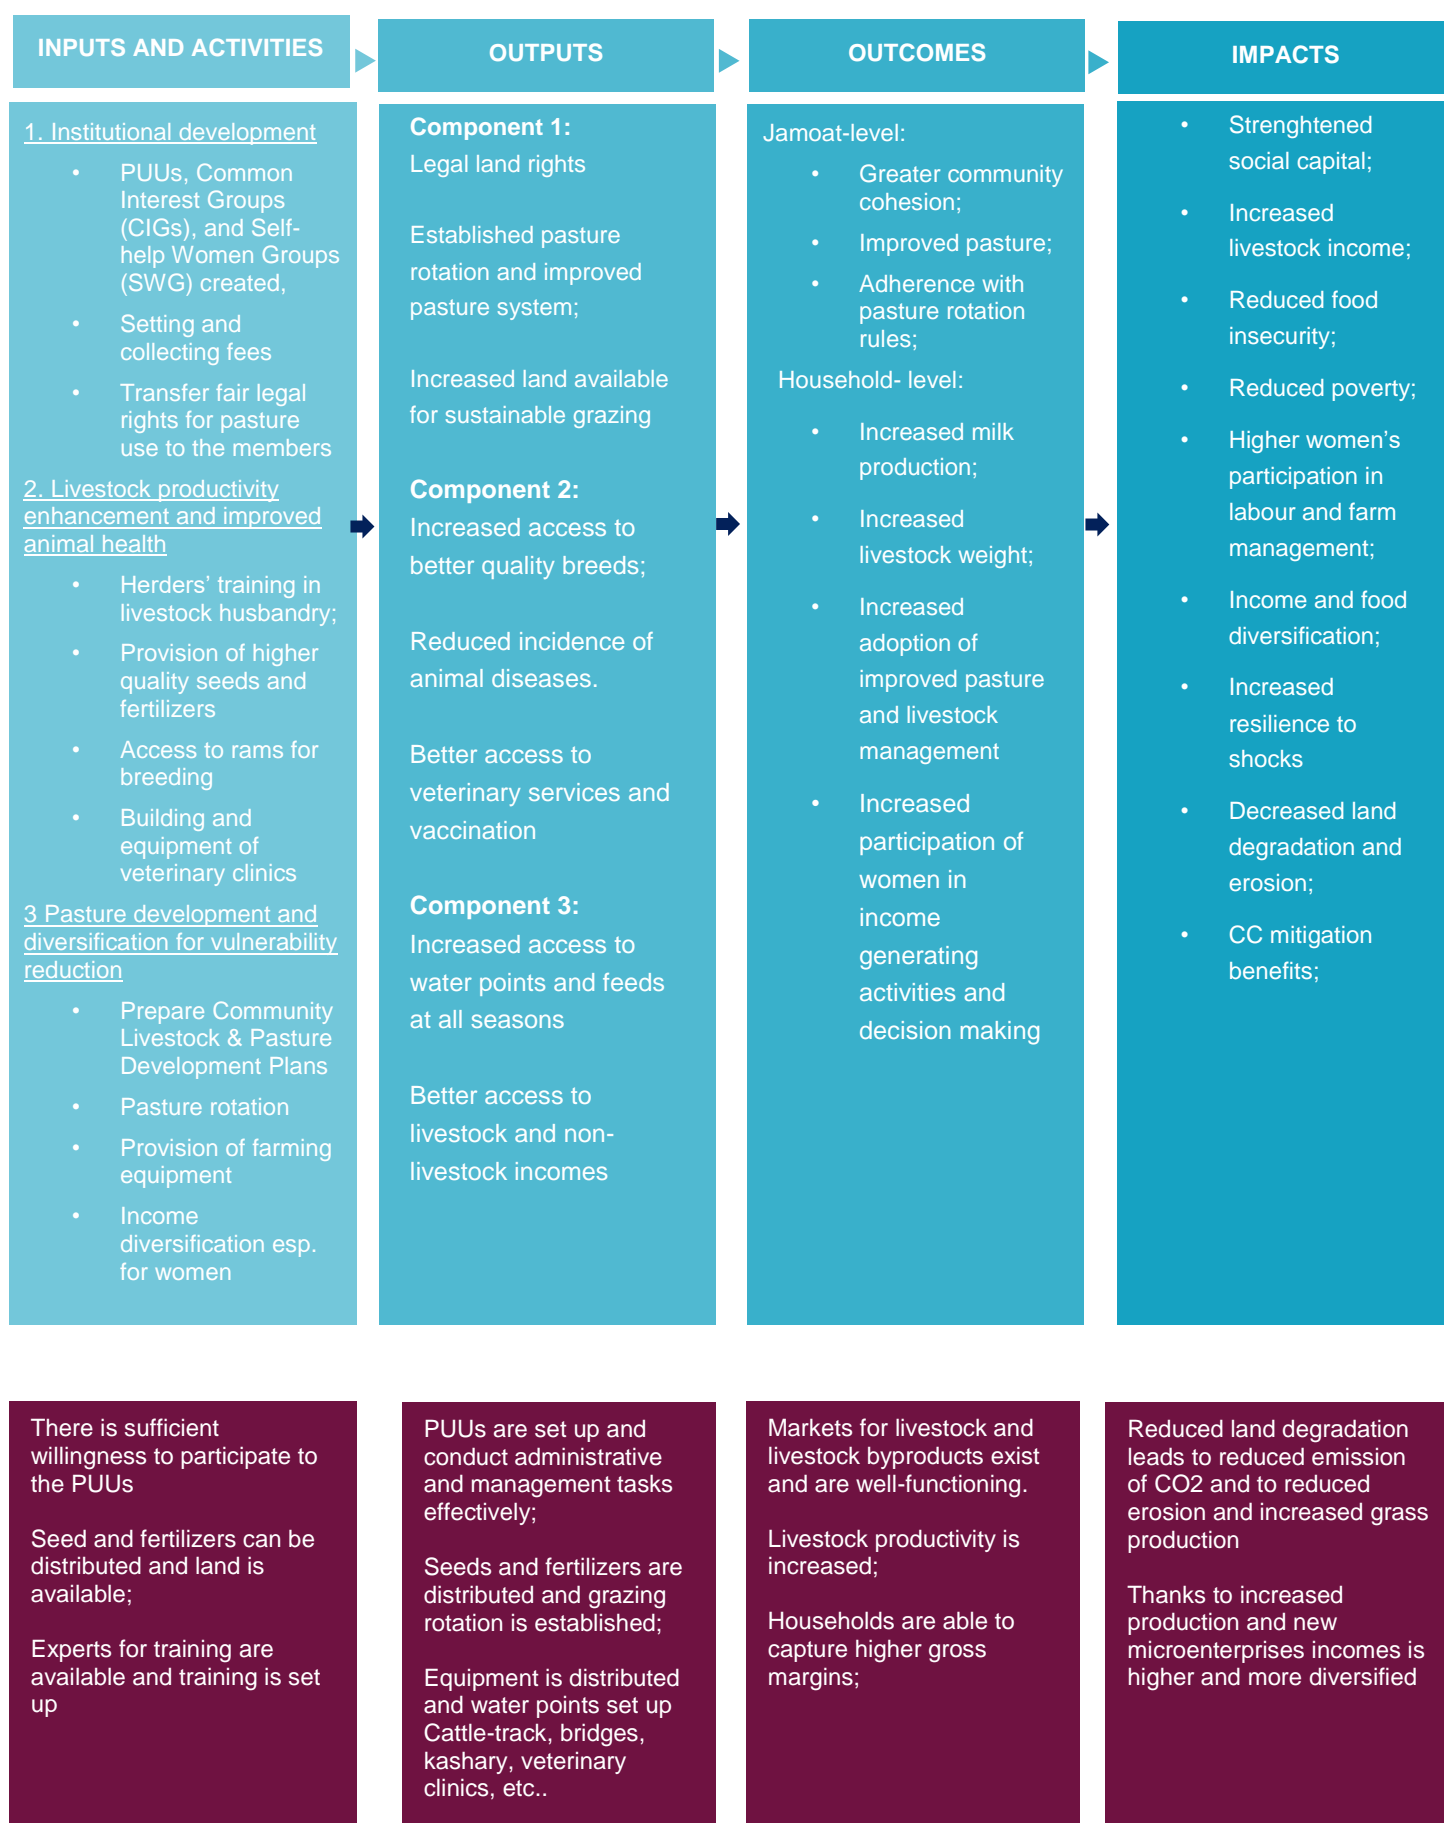 INPUTS AND ACTIVITIES
OUTPUTS
OUTCOMES
IMPACTS
1. Institutional development
• PUUs, Common
Interest Groups
(CIGs), and Self-
help Women Groups
(SWG) created,
• Setting and
collecting fees
• Transfer fair legal
rights for pasture
use to the members
2. Livestock productivity
enhancement and improved
animal health
• Herders’ training in
livestock husbandry;
• Provision of higher
quality seeds and
fertilizers
• Access to rams for
breeding
• Building and
equipment of
veterinary clinics
3 Pasture development and
diversification for vulnerability
reduction
• Prepare Community
Livestock & Pasture
Development Plans
• Pasture rotation
• Provision of farming
equipment
• Income
diversification esp.
for women
Component 1:
Legal land rights
Established pasture
rotation and improved
pasture system;
Increased land available
for sustainable grazing
Component 2:
Increased access to
better quality breeds;
Reduced incidence of
animal diseases.
Better access to
veterinary services and
vaccination
Component 3:
Increased access to
water points and feeds
at all seasons
Better access to
livestock and non-
livestock incomes
Jamoat-level:
• Greater community
cohesion;
• Improved pasture;
• Adherence with
pasture rotation
rules;
Household- level:
• Increased milk
production;
• Increased
livestock weight;
• Increased
adoption of
improved pasture
and livestock
management
• Increased
participation of
women in
income
generating
activities and
decision making
• Strenghtened
social capital;
• Increased
livestock income;
• Reduced food
insecurity;
• Reduced poverty;
• Higher women’s
participation in
labour and farm
management;
• Income and food
diversification;
• Increased
resilience to
shocks
• Decreased land
degradation and
erosion;
• CC mitigation
benefits;
There is sufficient
willingness to participate to
the PUUs
Seed and fertilizers can be
distributed and land is
available;
Experts for training are
available and training is set
up
PUUs are set up and
conduct administrative
and management tasks
effectively;
Seeds and fertilizers are
distributed and grazing
rotation is established;
Equipment is distributed
and water points set up
Cattle-track, bridges,
kashary, veterinary
clinics, etc..
Markets for livestock and
livestock byproducts exist
and are well-functioning.
Livestock productivity is
increased;
Households are able to
capture higher gross
margins;
Reduced land degradation
leads to reduced emission
of CO2 and to reduced
erosion and increased grass
production
Thanks to increased
production and new
microenterprises incomes is
higher and more diversified